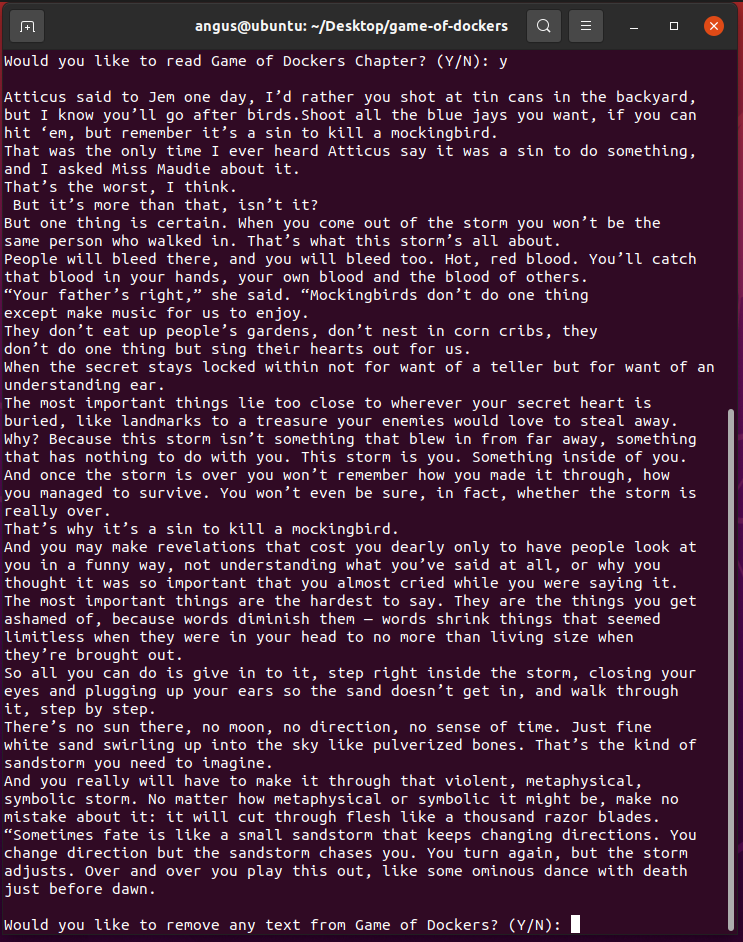 angus@ubuntu: ~/Desktop/game-of-dockers
Would you like to read Game of Dockers Chapter? (Y/N): y
Atticus said to Jem one day, I’d rather you shot at tin cans in the backyard,
but I know you’ll go after birds.Shoot all the blue jays you want, if you can
hit ‘em, but remember it’s a sin to kill a mockingbird.
That was the only time I ever heard Atticus say it was a sin to do something,
and I asked Miss Maudie about it.
That’s the worst, I think.
 But it’s more than that, isn’t it?
But one thing is certain. When you come out of the storm you won’t be the
same person who walked in. That’s what this storm’s all about.
People will bleed there, and you will bleed too. Hot, red blood. You’ll catch
that blood in your hands, your own blood and the blood of others.
“Your father’s right,” she said. “Mockingbirds don’t do one thing
except make music for us to enjoy.
They don’t eat up people’s gardens, don’t nest in corn cribs, they
don’t do one thing but sing their hearts out for us.
When the secret stays locked within not for want of a teller but for want of an
understanding ear.
The most important things lie too close to wherever your secret heart is
buried, like landmarks to a treasure your enemies would love to steal away.
Why? Because this storm isn’t something that blew in from far away, something
that has nothing to do with you. This storm is you. Something inside of you.
And once the storm is over you won’t remember how you made it through, how
you managed to survive. You won’t even be sure, in fact, whether the storm is
really over.
That’s why it’s a sin to kill a mockingbird.
And you may make revelations that cost you dearly only to have people look at
you in a funny way, not understanding what you’ve said at all, or why you
thought it was so important that you almost cried while you were saying it.
The most important things are the hardest to say. They are the things you get
ashamed of, because words diminish them – words shrink things that seemed
limitless when they were in your head to no more than living size when
they’re brought out.
So all you can do is give in to it, step right inside the storm, closing your
eyes and plugging up your ears so the sand doesn’t get in, and walk through
it, step by step.
There’s no sun there, no moon, no direction, no sense of time. Just fine
white sand swirling up into the sky like pulverized bones. That’s the kind of
sandstorm you need to imagine.
And you really will have to make it through that violent, metaphysical,
symbolic storm. No matter how metaphysical or symbolic it might be, make no
mistake about it: it will cut through flesh like a thousand razor blades.
“Sometimes fate is like a small sandstorm that keeps changing directions. You
change direction but the sandstorm chases you. You turn again, but the storm
adjusts. Over and over you play this out, like some ominous dance with death
just before dawn.
Would you like to remove any text from Game of Dockers? (Y/N):